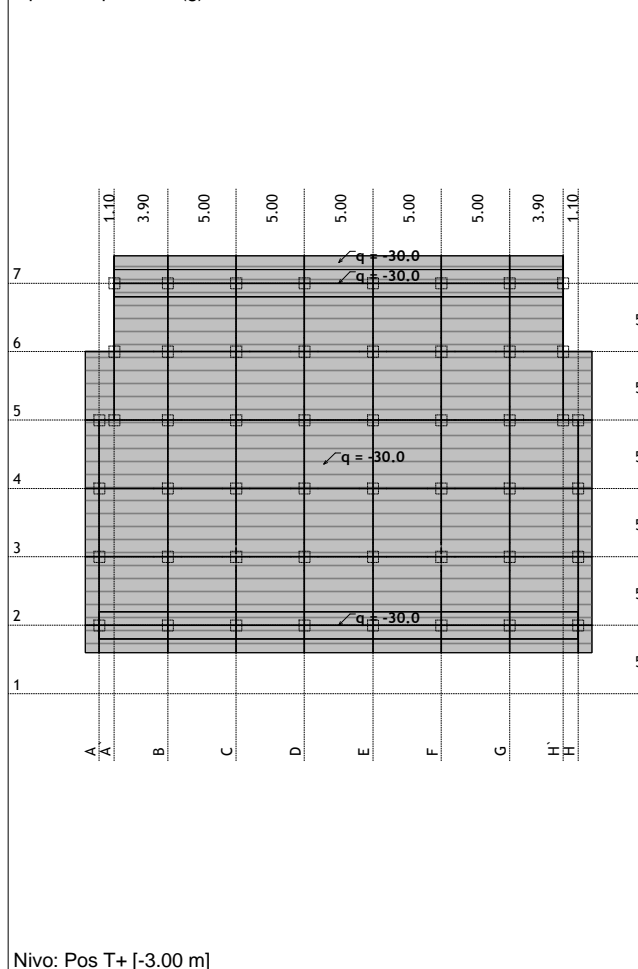 1.10
3.90
5.00
5.00
5.00
5.00
5.00
3.90
1.10
q = -30.0
q = -30.0
7
6
5
q = -30.0
4
3
q = -30.0
2
1
A
A`
B
C
D
E
F
G
H`
H
Nivo: Pos T+ [-3.00 m]